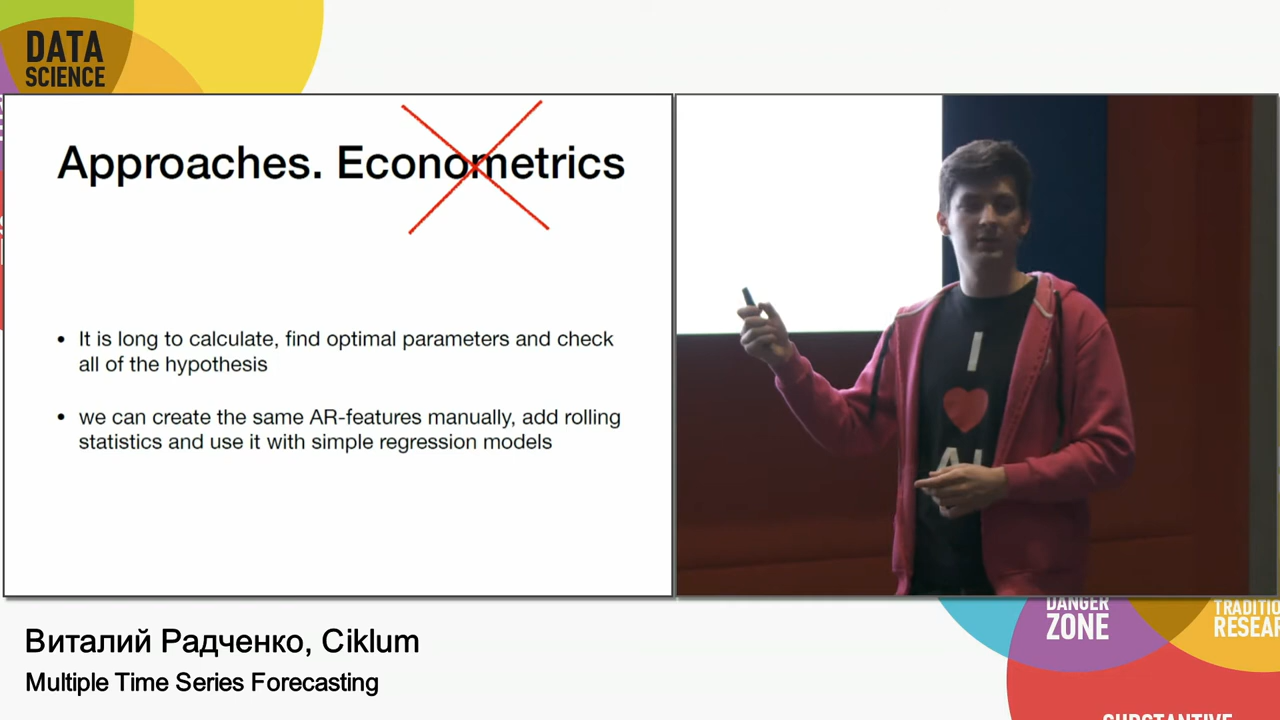 DATA
SCIENCE
Approaches. Econometrics
• It is long to calculate, find optimal parameters and check
all of the hypothesis
• we can create the same AR-features manually, add rolling
statistics and use it with simple regression models
I
AI
DANGER
ZONE
Виталий Радченко, Ciklum
Multiple Time Series Forecasting